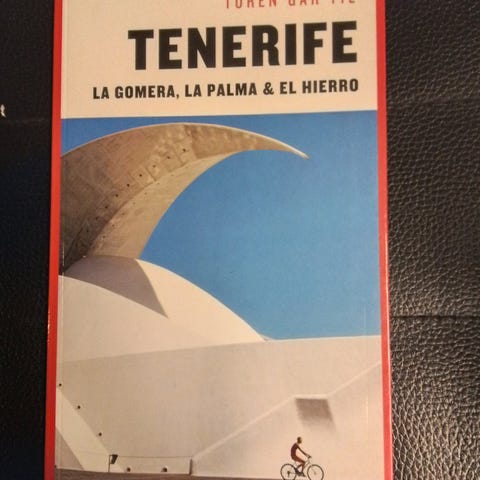 TUREN GÅR TIL
TENERIFE
LA GOMERA, LA PALMA & EL HIERRO